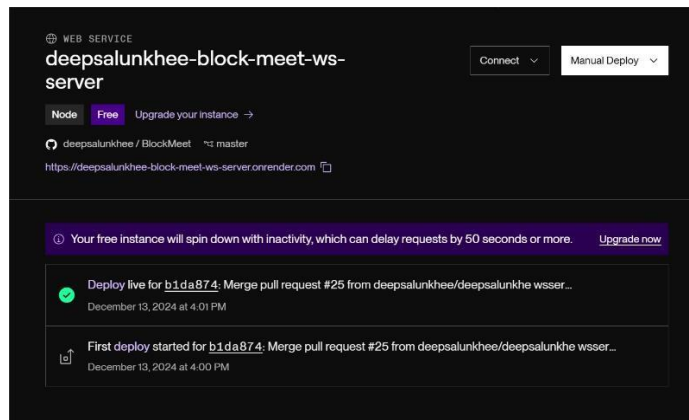 WEB SERVICE
deepsalunkhee-block-meet-ws-
server
Connect
Manual Deploy
Node Free Upgrade your instance →
deepsalunkhee / BlockMeet master
https://deepsalunkhee-block-meet-ws-server.onrender.com
Your free instance will spin down with inactivity, which can delay requests by 50 seconds or more. Upgrade now
Deploy live for b1da874: Merge pull request #25 from deepsalunkhee/deepsalunkhe wsser...
December 13, 2024 at 4:01 PM
First deploy started for b1da874: Merge pull request #25 from deepsalunkhee/deepsalunkhe wsser...
December 13, 2024 at 4:00 PM